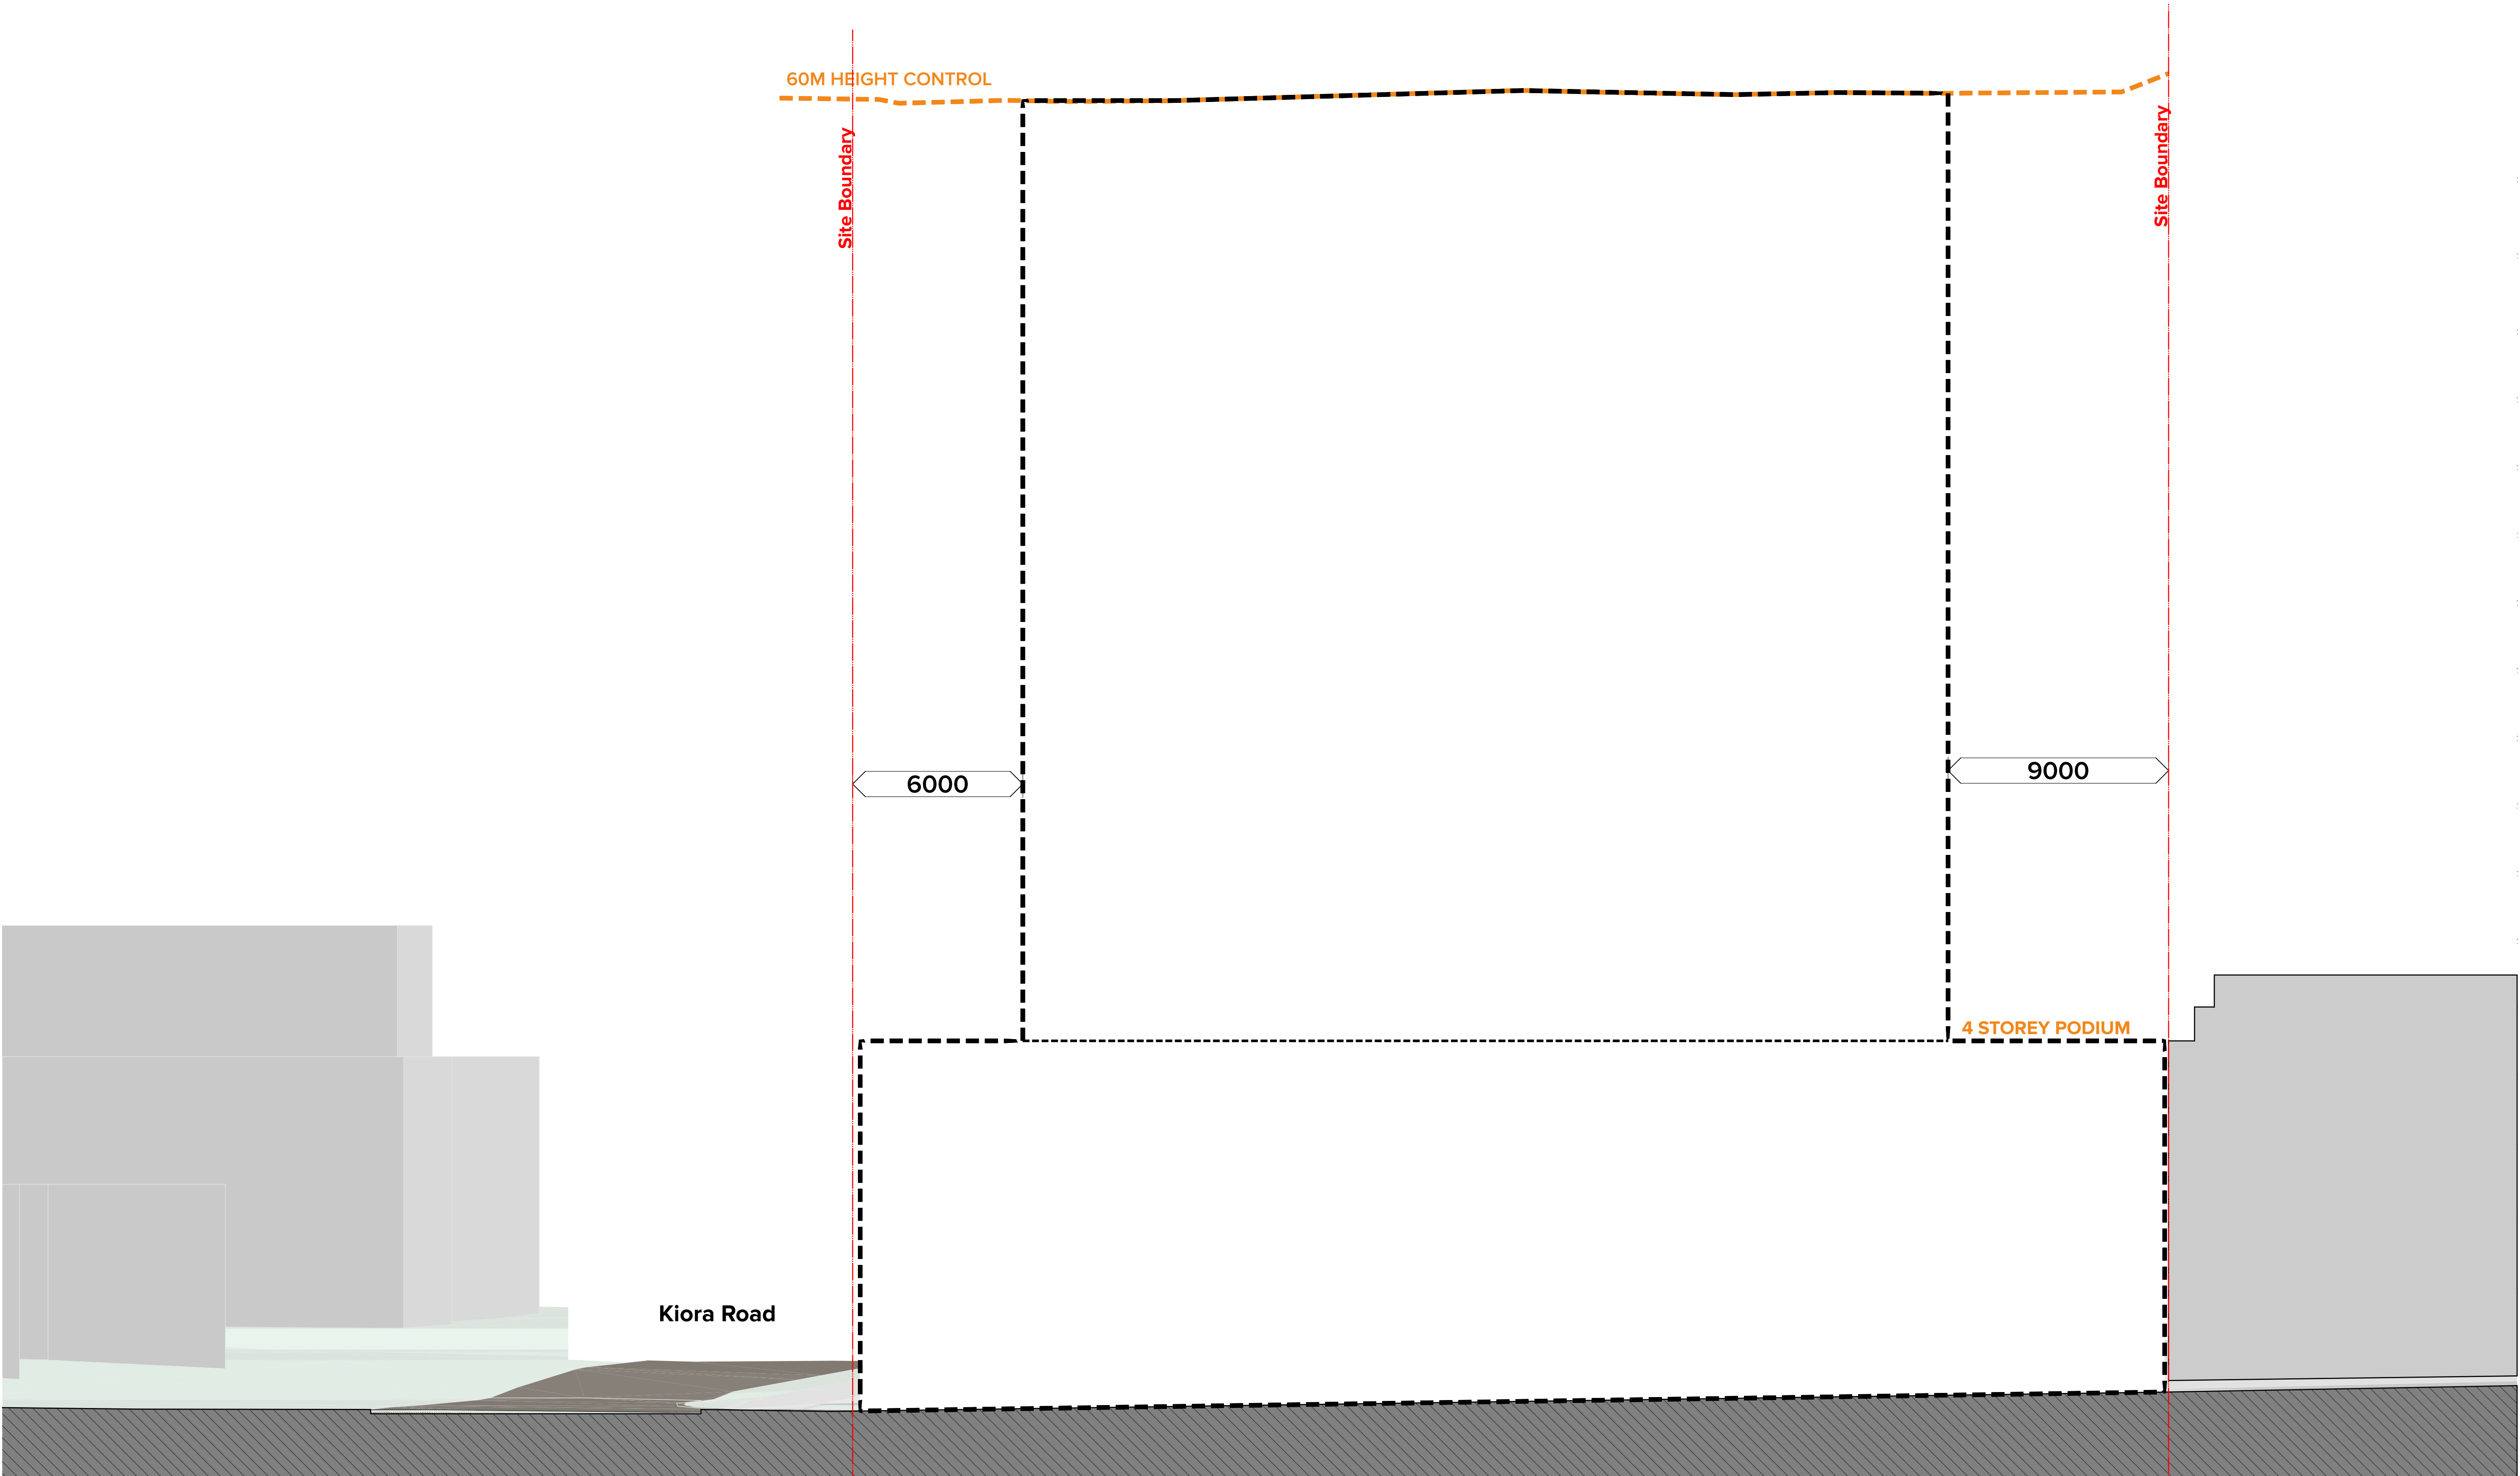 60M HEIGHT CONTROL
Site Boundary
Site Boundary
6000
9000
4 STOREY PODIUM
Kiora Road